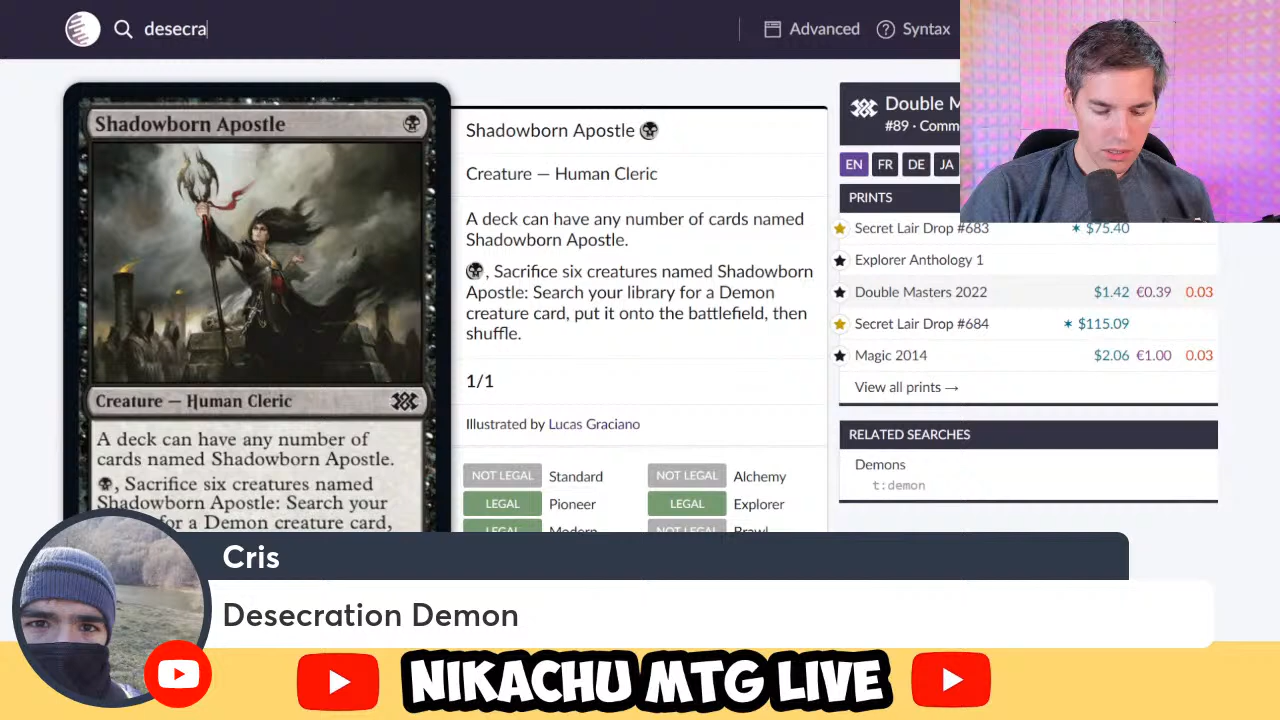 desecra
Advanced
Syntax
Shadowborn Apostle
Creature — Human Cleric
A deck can have any number of
cards named Shadowborn Apostle.
, Sacrifice six creatures named
Shadowborn Apostle: Search your
for a Demon creature card,
Shadowborn Apostle
Creature — Human Cleric
A deck can have any number of cards named
Shadowborn Apostle.
, Sacrifice six creatures named Shadowborn
Apostle: Search your library for a Demon
creature card, put it onto the battlefield, then
shuffle.
1/1
Illustrated by Lucas Graciano
NOT LEGAL Standard NOT LEGAL Alchemy
LEGAL Pioneer LEGAL Explorer
LEGAL Modern NOT LEGAL Brawl
Double M
#89 · Comm
EN FR DE JA
PRINTS
Secret Lair Drop #683 $75.40
Explorer Anthology 1
Double Masters 2022 $1.42 €0.39 0.03
Secret Lair Drop #684 $115.09
Magic 2014 $2.06 €1.00 0.03
View all prints →
RELATED SEARCHES
Demons
t:demon
Cris
Desecration Demon
NIKACHU MTG LIVE